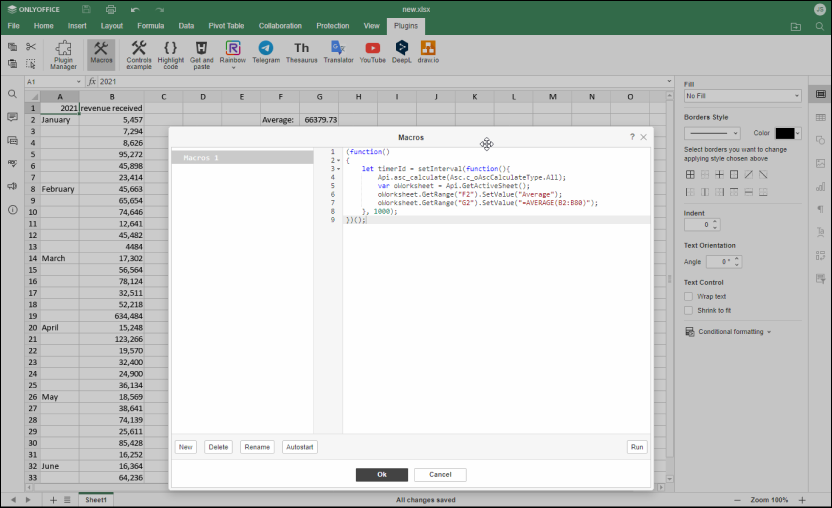 ONLYOFFICE
new.xlsx
File Home Insert Layout Formula Data Pivot Table Collaboration Protection View Plugins
Plugin Manager
Macros
Controls example
Highlight code
Get and paste
Rainbow
Telegram
Thesaurus
Translator
YouTube
DeepL
draw.io
A1 fx 2021
A B C D E F G H I J K L M N O
1 2021 revenue received
2 January 5,457 Average: 66379.73
3 7,294
4 8,626
5 95,272
6 45,898
7 23,414
8 February 45,663
9 65,654
10 74,646
11 12,641
12 45,482
13 4484
14 March 17,302
15 56,564
16 78,124
17 32,511
18 52,218
19 634,484
20 April 15,248
21 123,266
22 19,570
23 32,400
24 24,900
25 36,134
26 May 18,569
27 38,641
28 74,139
29 25,611
30 85,428
31 16,252
32 June 16,364
33 64,236
Macros ?
Macros 1
1 (function()
2 {
3 let timerId = setInterval(function(){
4 Api.asc_calculate(Asc.c_oAscCalculateType.All);
5 var oWorksheet = Api.GetActiveSheet();
6 oWorksheet.GetRange("F2").SetValue("Average");
7 oWorksheet.GetRange("G2").SetValue("=AVERAGE(B2:B80)");
8 }, 1000);
9 })();
New Delete Rename Autostart Run
Ok Cancel
Fill
No Fill
Borders Style
Color
Select borders you want to change
applying style chosen above
Indent
0
Text Orientation
Angle 0 °
Text Control
Wrap text
Shrink to fit
Conditional formatting
Sheet1 All changes saved Zoom 100%